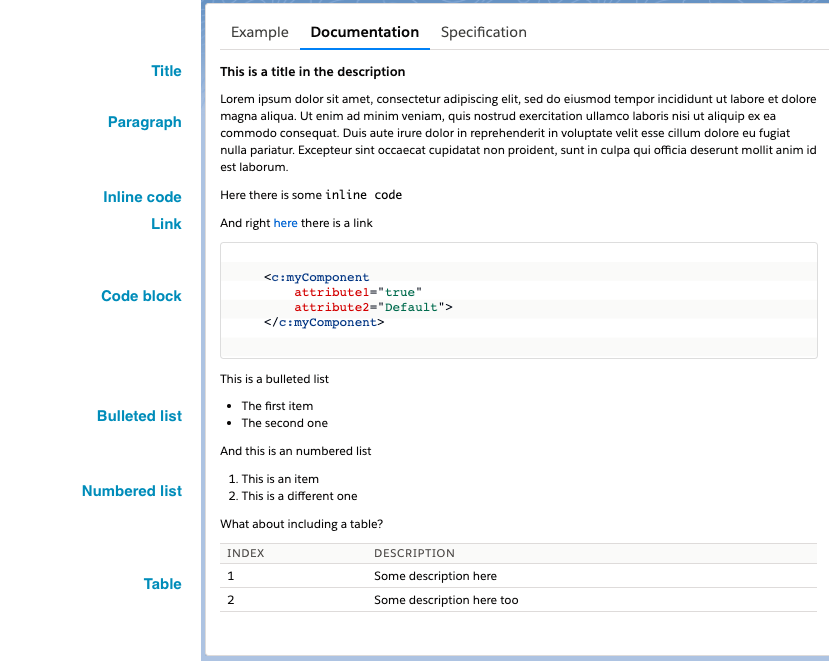 Example Documentation Specification
Title
This is a title in the description
Paragraph
Lorem ipsum dolor sit amet, consectetur adipiscing elit, sed do eiusmod tempor incididunt ut labore et dolore
magna aliqua. Ut enim ad minim veniam, quis nostrud exercitation ullamco laboris nisi ut aliquip ex ea
commodo consequat. Duis aute irure dolor in reprehenderit in voluptate velit esse cillum dolore eu fugiat
nulla pariatur. Excepteur sint occaecat cupidatat non proident, sunt in culpa qui officia deserunt mollit anim id
est laborum.
Inline code
Here there is some inline code
Link
And right here there is a link
Code block
<c:myComponent
attribute1="true"
attribute2="Default">
</c:myComponent>
This is a bulleted list
Bulleted list
• The first item
• The second one
And this is an numbered list
Numbered list
1. This is an item
2. This is a different one
What about including a table?
Table
INDEX DESCRIPTION
1 Some description here
2 Some description here too